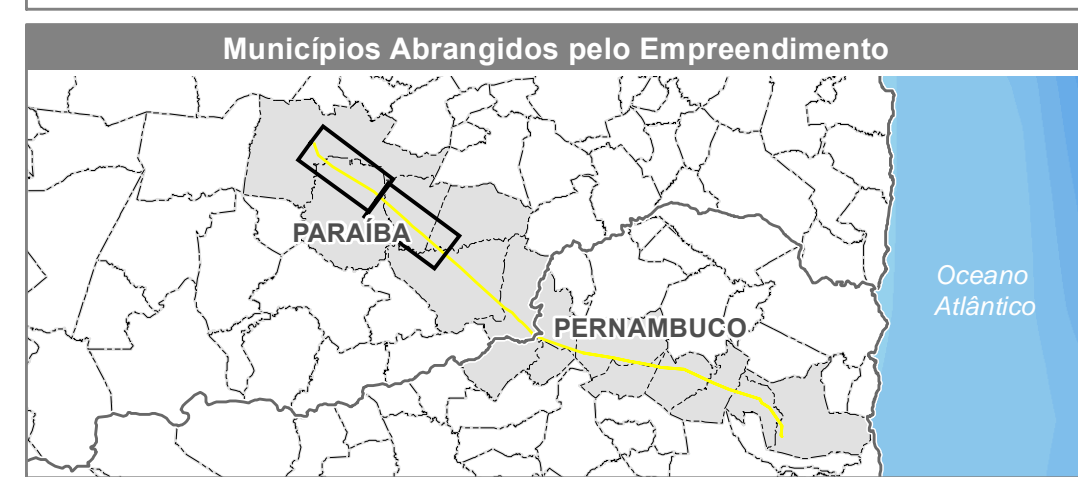 Municípios Abrangidos pelo Empreendimento
PARAÍBA
Oceano
Atlântico
PERNAMBUCO